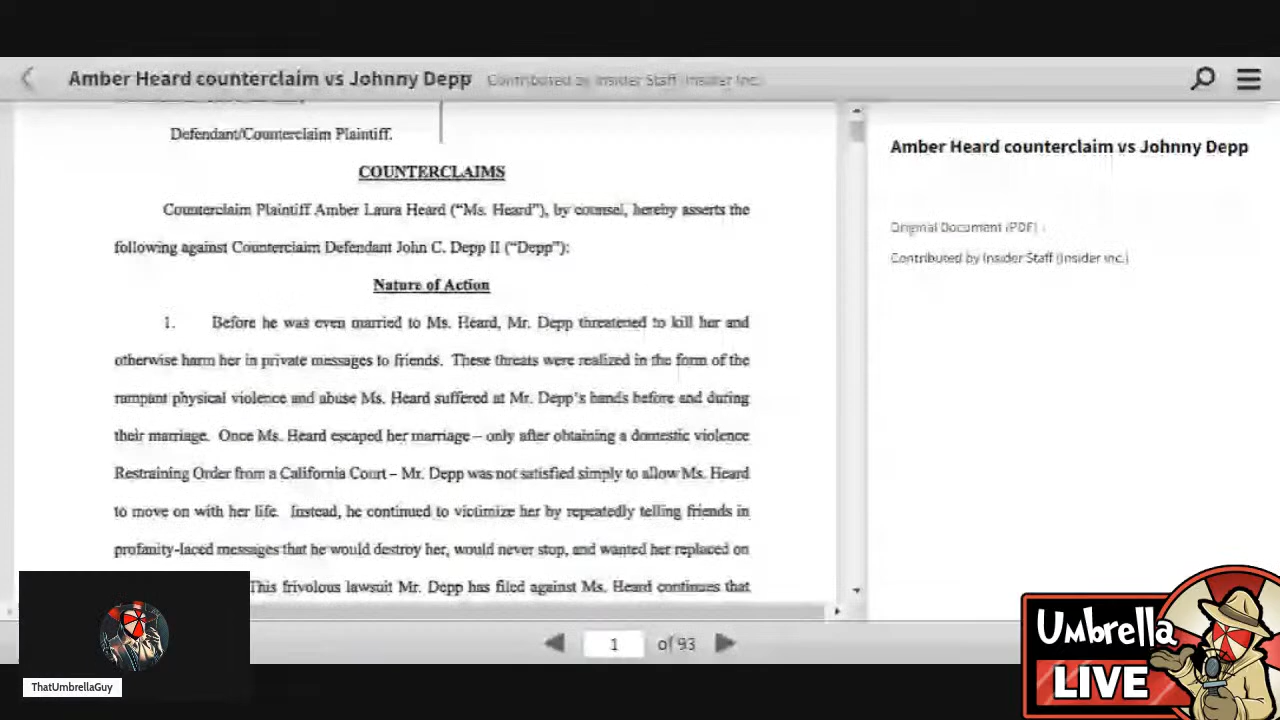 Amber Heard counterclaim vs Johnny Depp Contributed by Insider Staff, Insider Inc.
Defendant/Counterclaim Plaintiff.
COUNTERCLAIMS
Counterclaim Plaintiff Amber Laura Heard (“Ms. Heard”), by counsel, hereby asserts the
following against Counterclaim Defendant John C. Depp II (“Depp”):
Nature of Action
1. Before he was even married to Ms. Heard, Mr. Depp threatened to kill her and
otherwise harm her in private messages to friends. These threats were realized in the form of the
rampant physical violence and abuse Ms. Heard suffered at Mr. Depp’s hands before and during
their marriage. Once Ms. Heard escaped her marriage – only after obtaining a domestic violence
Restraining Order from a California Court – Mr. Depp was not satisfied simply to allow Ms. Heard
to move on with her life. Instead, he continued to victimize her by repeatedly telling friends in
profanity-laced messages that he would destroy her, would never stop, and wanted her replaced on
This frivolous lawsuit Mr. Depp has filed against Ms. Heard continues that
1 of 93
Amber Heard counterclaim vs Johnny Depp
Original Document (PDF)
Contributed by Insider Staff (Insider Inc.)
ThatUmbrellaGuy
Umbrella
LIVE